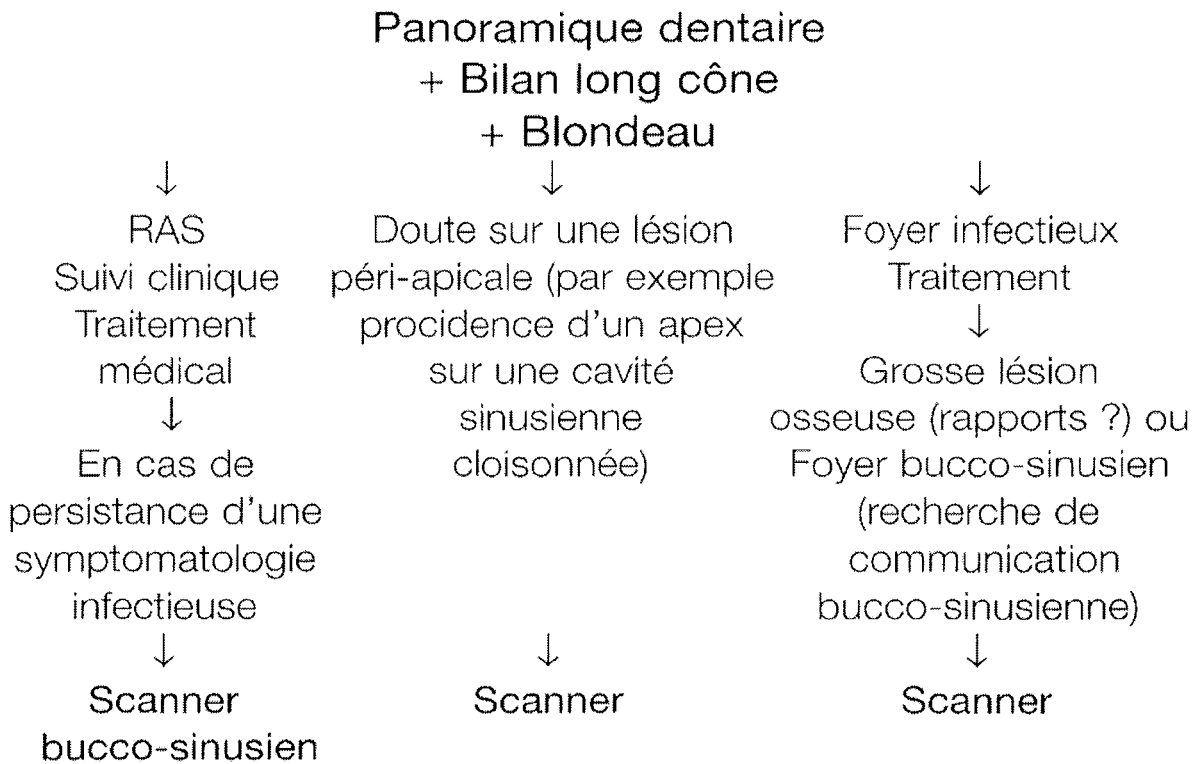 Panoramique dentaire
+ Bilan long cône
+ Blondeau
↓ ↓ ↓
RAS
Suivi clinique
Traitement
médical
↓
En cas de
persistance d'une
symptomatologie
infectieuse
↓
Scanner
bucco-sinusien
Doute sur une lésion
péri-apicale (par exemple
procidence d'un apex
sur une cavité
sinusienne
cloisonnée)
↓
Scanner
Foyer infectieux
Traitement
↓
Grosse lésion
osseuse (rapports ?) ou
Foyer bucco-sinusien
(recherche de
communication
bucco-sinusienne)
↓
Scanner